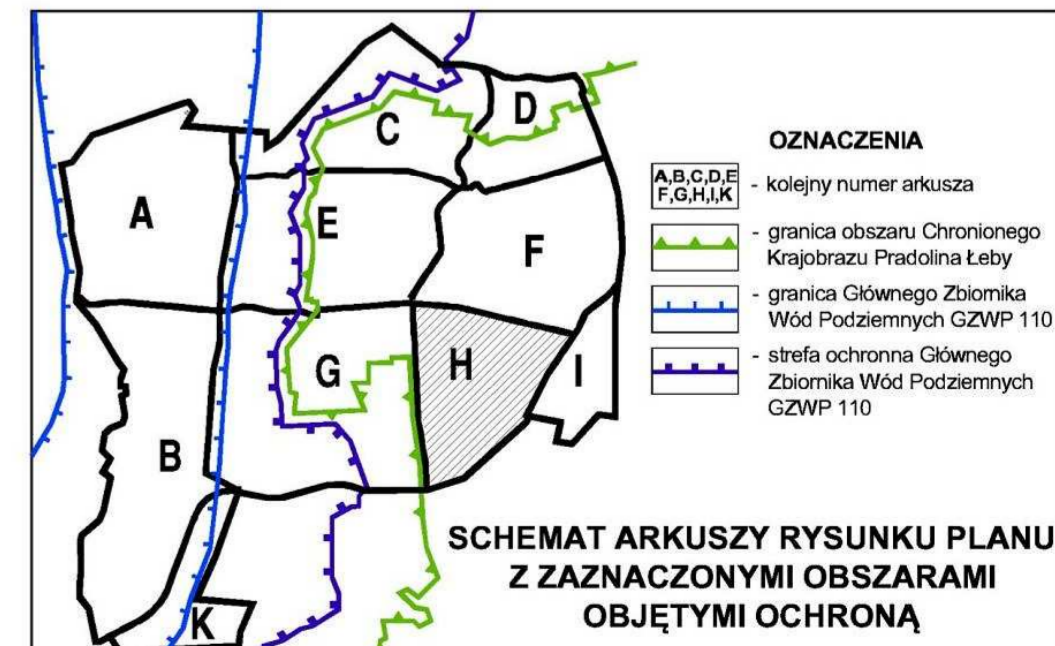 D
C
A
E
F
G
H
I
B
K
OZNACZENIA
A,B,C,D,E
F,G,H,I,K
- kolejny numer arkusza
- granica obszaru Chronionego
Krajobrazu Pradolina Łeby
- granica Głównego Zbiornika
Wód Podziemnych GZWP 110
- strefa ochronna Głównego
Zbiornika Wód Podziemnych
GZWP 110
SCHEMAT ARKUSZY RYSUNKU PLANU
Z ZAZNACZONYMI OBSZARAMI
OBJĘTYMI OCHRONĄ